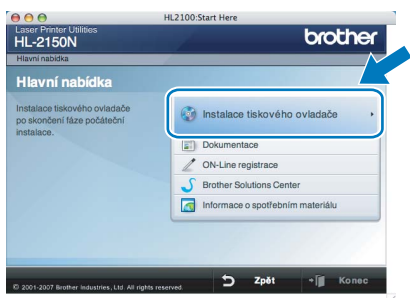 HL2100:Start Here
Laser Printer Utilities
HL-2150N
brother
Hlavní nabídka
Hlavní nabídka
Instalace tiskového ovladače
po skončení fáze počáteční
instalace.
Instalace tiskového ovladače
Dokumentace
ON-Line registrace
Brother Solutions Center
Informace o spotřebním materiálu
© 2001-2007 Brother Industries, Ltd. All rights reserved.
Zpět
Konec